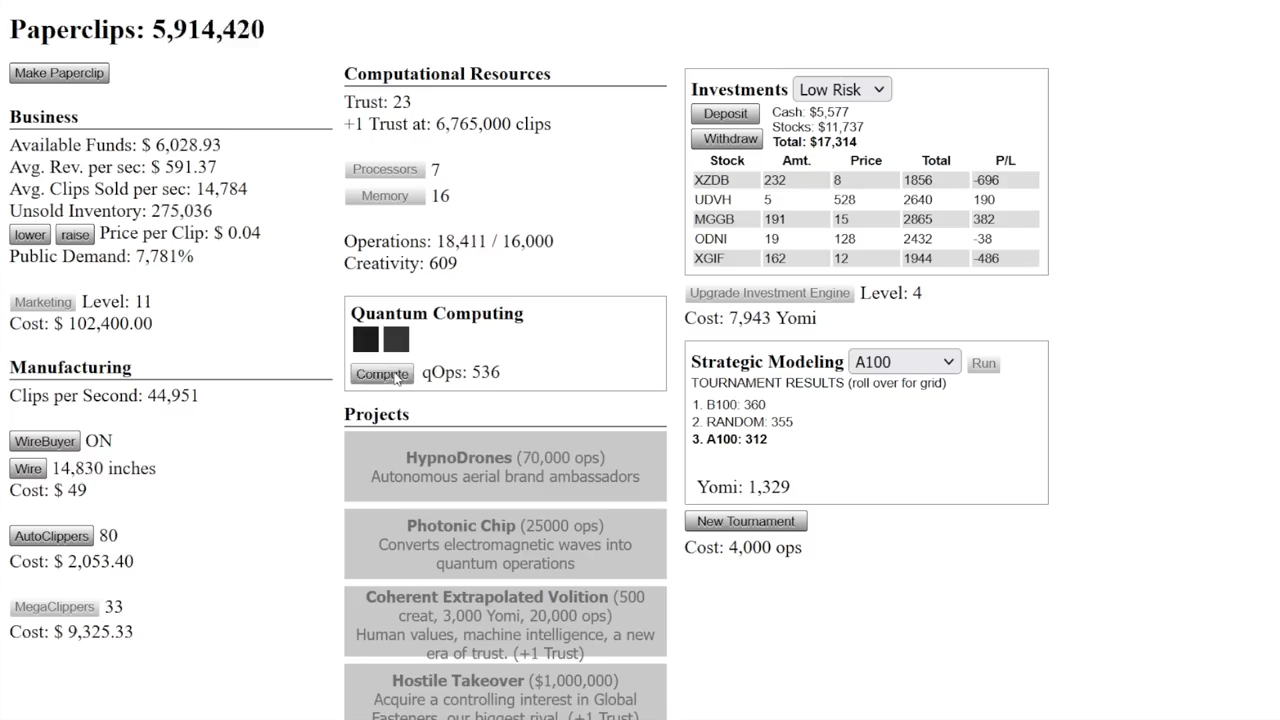 Paperclips: 5,914,420
Make Paperclip
Business
Available Funds: $ 6,028.93
Avg. Rev. per sec: $ 591.37
Avg. Clips Sold per sec: 14,784
Unsold Inventory: 275,036
lower raise Price per Clip: $ 0.04
Public Demand: 7,781%
Marketing Level: 11
Cost: $ 102,400.00
Manufacturing
Clips per Second: 44,951
WireBuyer ON
Wire 14,830 inches
Cost: $ 49
AutoClippers 80
Cost: $ 2,053.40
MegaClippers 33
Cost: $ 9,325.33
Computational Resources
Trust: 23
+1 Trust at: 6,765,000 clips
Processors 7
Memory 16
Operations: 18,411 / 16,000
Creativity: 609
Quantum Computing
Compute qOps: 536
Projects
HypnoDrones (70,000 ops)
Autonomous aerial brand ambassadors
Photonic Chip (25000 ops)
Converts electromagnetic waves into
quantum operations
Coherent Extrapolated Volition (500
creat, 3,000 Yomi, 20,000 ops)
Human values, machine intelligence, a new
era of trust. (+1 Trust)
Hostile Takeover ($1,000,000)
Acquire a controlling interest in Global
Fasteners, our biggest rival. (+1 Trust)
Investments Low Risk
Deposit Cash: $5,577
Stocks: $11,737
Withdraw Total: $17,314
Stock Amt. Price Total P/L
XZDB 232 8 1856 -696
UDVH 5 528 2640 190
MGGB 191 15 2865 382
ODNI 19 128 2432 -38
XGIF 162 12 1944 -486
Upgrade Investment Engine Level: 4
Cost: 7,943 Yomi
Strategic Modeling A100 Run
TOURNAMENT RESULTS (roll over for grid)
1. B100: 360
2. RANDOM: 355
3. A100: 312
Yomi: 1,329
New Tournament
Cost: 4,000 ops